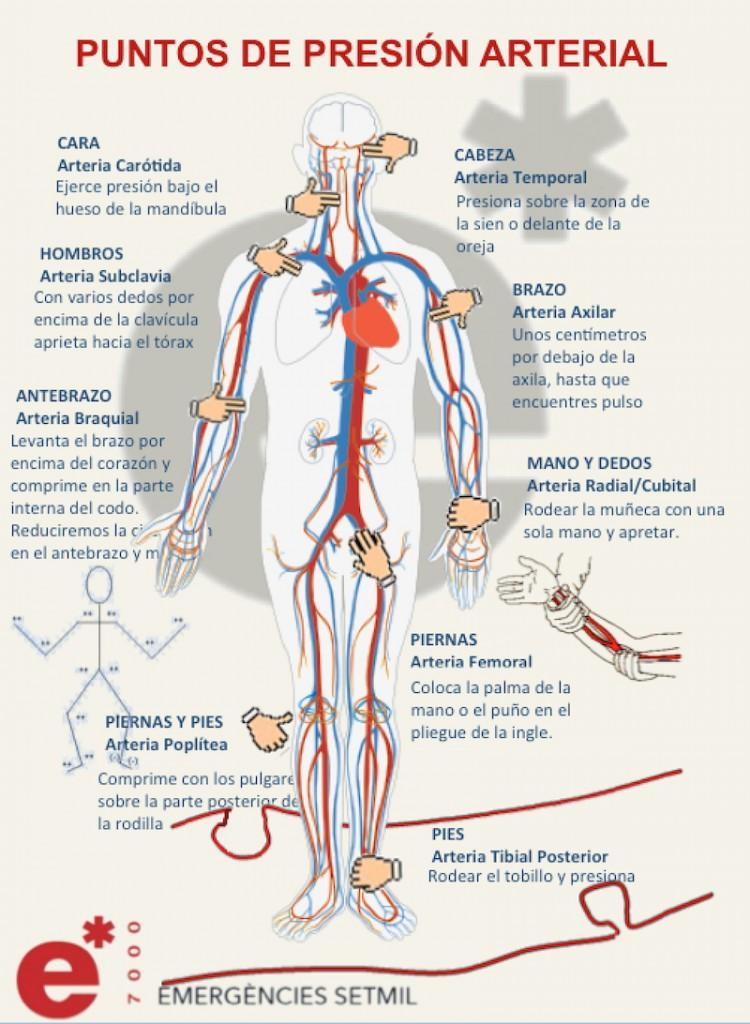 PUNTOS DE PRESIÓN ARTERIAL
CARA
Arteria Carótida
Ejerce presión bajo el
hueso de la mandíbula
CABEZA
Arteria Temporal
Presiona sobre la zona de
la sien o delante de la
oreja
HOMBROS
Arteria Subclavia
Con varios dedos por
encima de la clavícula
aprieta hacia el tórax
BRAZO
Arteria Axilar
Unos centímetros
por debajo de la
axila, hasta que
encuentres pulso
ANTEBRAZO
Arteria Braquial
Levanta el brazo por
encima del corazón y
comprime en la parte
interna del codo.
Reduciremos la
en el antebrazo y
MANO Y DEDOS
Arteria Radial/Cubital
Rodear la muñeca con una
sola mano y apretar.
PIERNAS
Arteria Femoral
Coloca la palma de la
mano o el puño en el
pliegue de la ingle.
PIERNAS Y PIES
Arteria Poplítea
Comprime con los pulgare
sobre la parte posterior de
la rodilla
PIES
Arteria Tibial Posterior
Rodear el tobillo y presiona
e*
7000
EMERGÈNCIES SETMIL